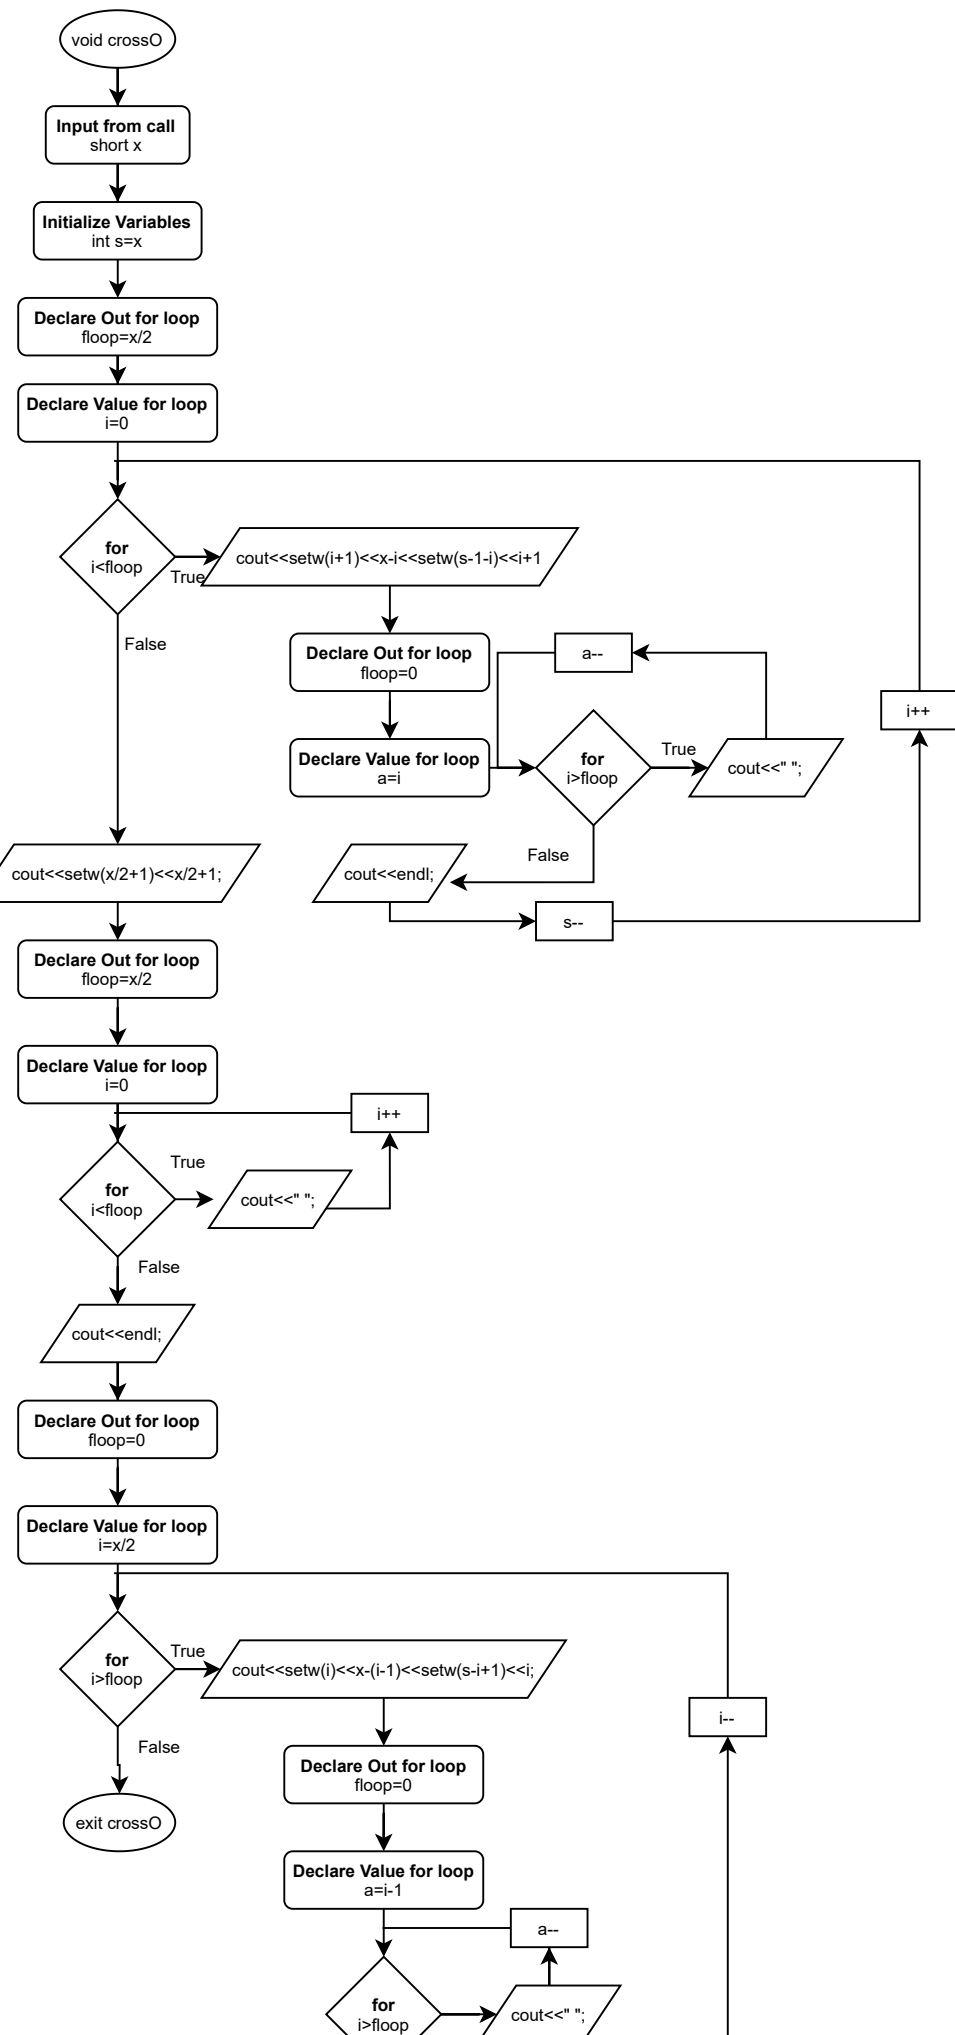 void crossO
Input from call
short x
Initialize Variables
int s=x
Declare Out for loop
floop=x/2
Declare Value for loop
i=0
for
i<floop
True
cout<<setw(i+1)<<x-i<<setw(s-1-i)<<i+1
False
Declare Out for loop
floop=0
a--
i++
Declare Value for loop
a=i
for
i>floop
True
cout<<" ";
False
cout<<endl;
s--
cout<<setw(x/2+1)<<x/2+1;
Declare Out for loop
floop=x/2
Declare Value for loop
i=0
i++
for
i<floop
True
cout<<" ";
False
cout<<endl;
Declare Out for loop
floop=0
Declare Value for loop
i=x/2
for
i>floop
True
cout<<setw(i)<<x-(i-1)<<setw(s-i+1)<<i;
i--
False
exit crossO
Declare Out for loop
floop=0
Declare Value for loop
a=i-1
a--
for
i>floop
cout<<" ";